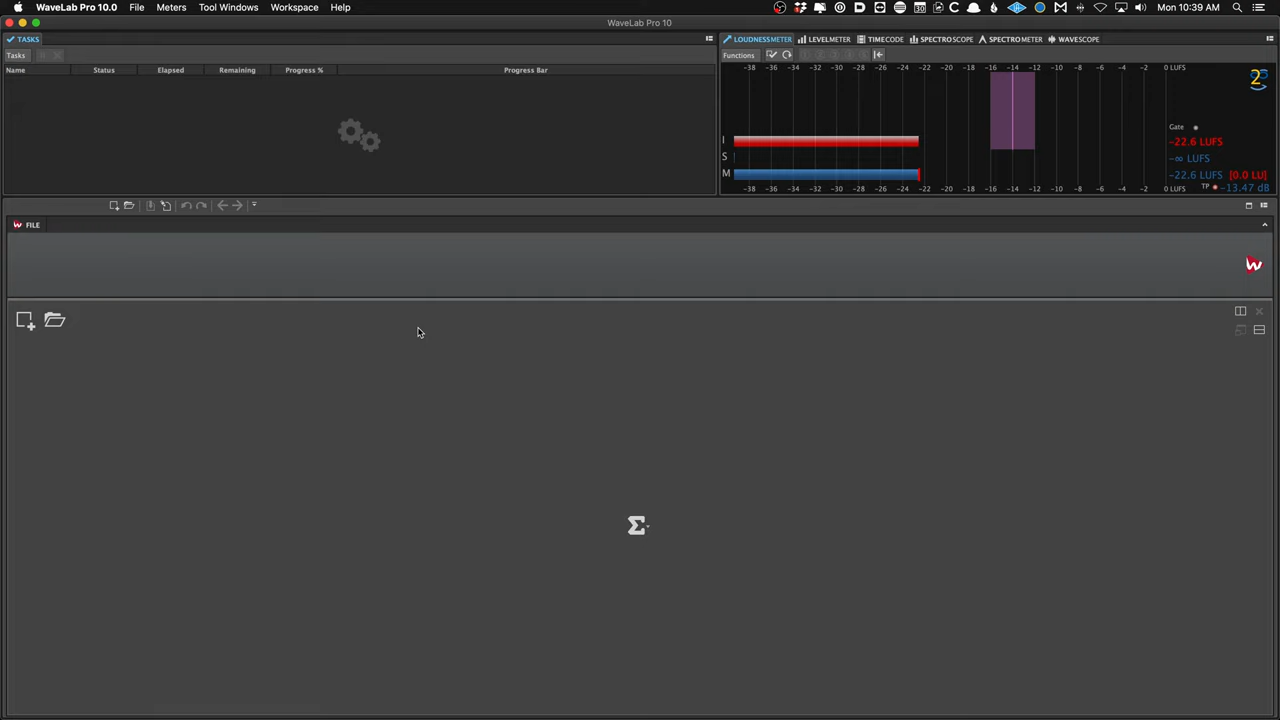 WaveLab Pro 10.0 File Meters Tool Windows Workspace Help Mon 10:39 AM
WaveLab Pro 10
TASKS
Tasks
Name Status Elapsed Remaining Progress % Progress Bar
LOUDNESSMETER LEVELMETER TIMECODE SPECTROSCOPE SPECTROMETER WAVESCOPE
Functions
-38 -36 -34 -32 -30 -28 -26 -24 -22 -20 -18 -16 -14 -12 -10 -8 -6 -4 -2 0 LUFS
2
Gate
I -22.6 LUFS
S -∞ LUFS
M -22.6 LUFS [0.0 LU]
-38 -36 -34 -32 -30 -28 -26 -24 -22 -20 -18 -16 -14 -12 -10 -8 -6 -4 -2 0 LUFS
TP -13.47 dB
FILE